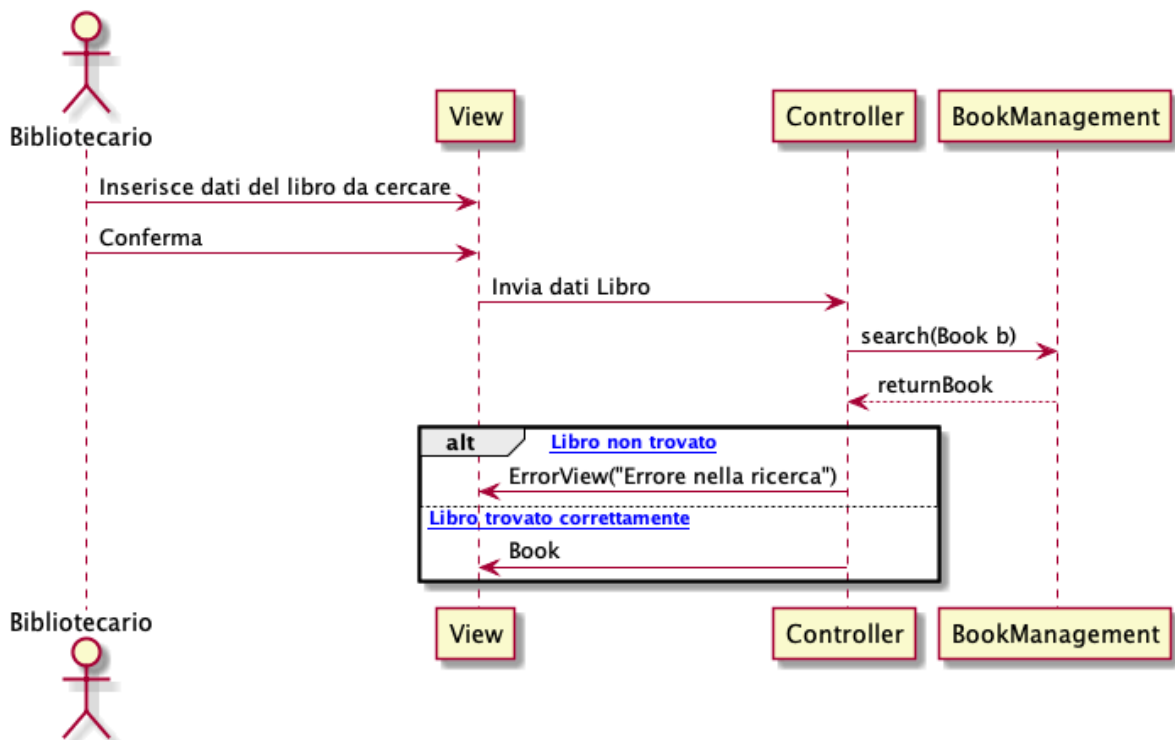 Bibliotecario
View
Controller
BookManagement
Inserisce dati del libro da cercare
Conferma
Invia dati Libro
search(Book b)
returnBook
alt
Libro non trovato
ErrorView("Errore nella ricerca")
Libro trovato correttamente
Book
Bibliotecario
View
Controller
BookManagement